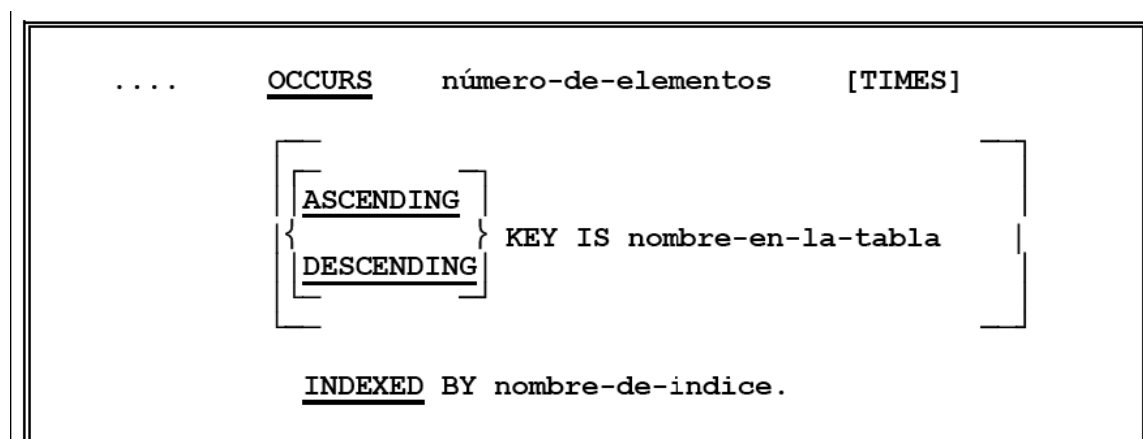 .... OCCURS número-de-elementos [TIMES]
ASCENDING
{ } KEY IS nombre-en-la-tabla
DESCENDING
INDEXED BY nombre-de-indice.